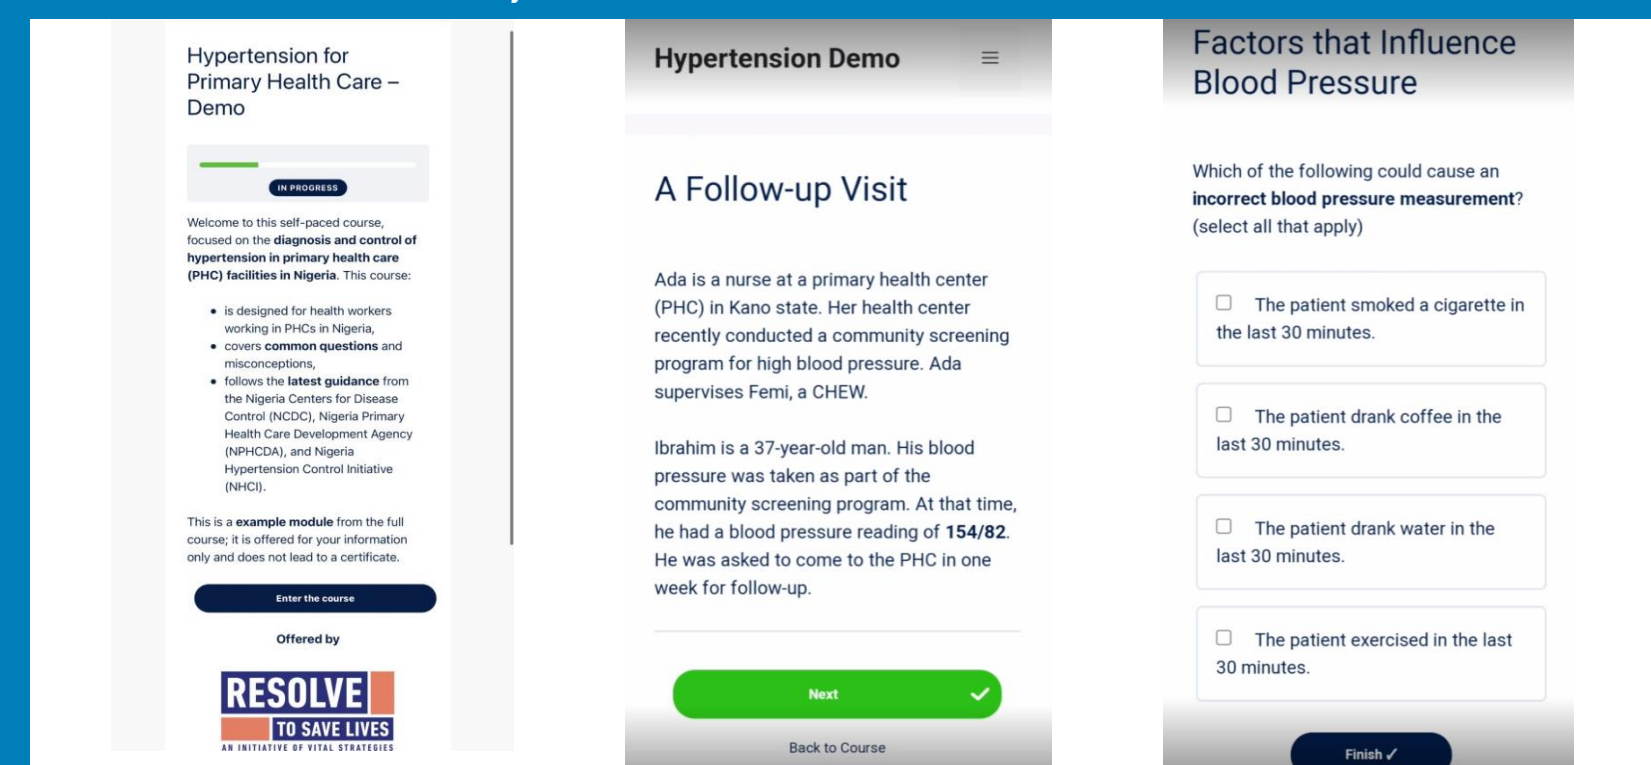 Hypertension for
Primary Health Care –
Demo
IN PROGRESS
Welcome to this self-paced course,
focused on the diagnosis and control of
hypertension in primary health care
(PHC) facilities in Nigeria. This course:
• is designed for health workers
working in PHCs in Nigeria,
• covers common questions and
misconceptions,
• follows the latest guidance from
the Nigeria Centers for Disease
Control (NCDC), Nigeria Primary
Health Care Development Agency
(NPHCDA), and Nigeria
Hypertension Control Initiative
(NHCI).
This is a example module from the full
course; it is offered for your information
only and does not lead to a certificate.
Enter the course
Offered by
RESOLVE
TO SAVE LIVES
AN INITIATIVE OF VITAL STRATEGIES
Hypertension Demo
A Follow-up Visit
Ada is a nurse at a primary health center
(PHC) in Kano state. Her health center
recently conducted a community screening
program for high blood pressure. Ada
supervises Femi, a CHEW.
Ibrahim is a 37-year-old man. His blood
pressure was taken as part of the
community screening program. At that time,
he had a blood pressure reading of 154/82.
He was asked to come to the PHC in one
week for follow-up.
Next
Back to Course
Factors that Influence
Blood Pressure
Which of the following could cause an
incorrect blood pressure measurement?
(select all that apply)
The patient smoked a cigarette in
the last 30 minutes.
The patient drank coffee in the
last 30 minutes.
The patient drank water in the
last 30 minutes.
The patient exercised in the last
30 minutes.
Finish ✓